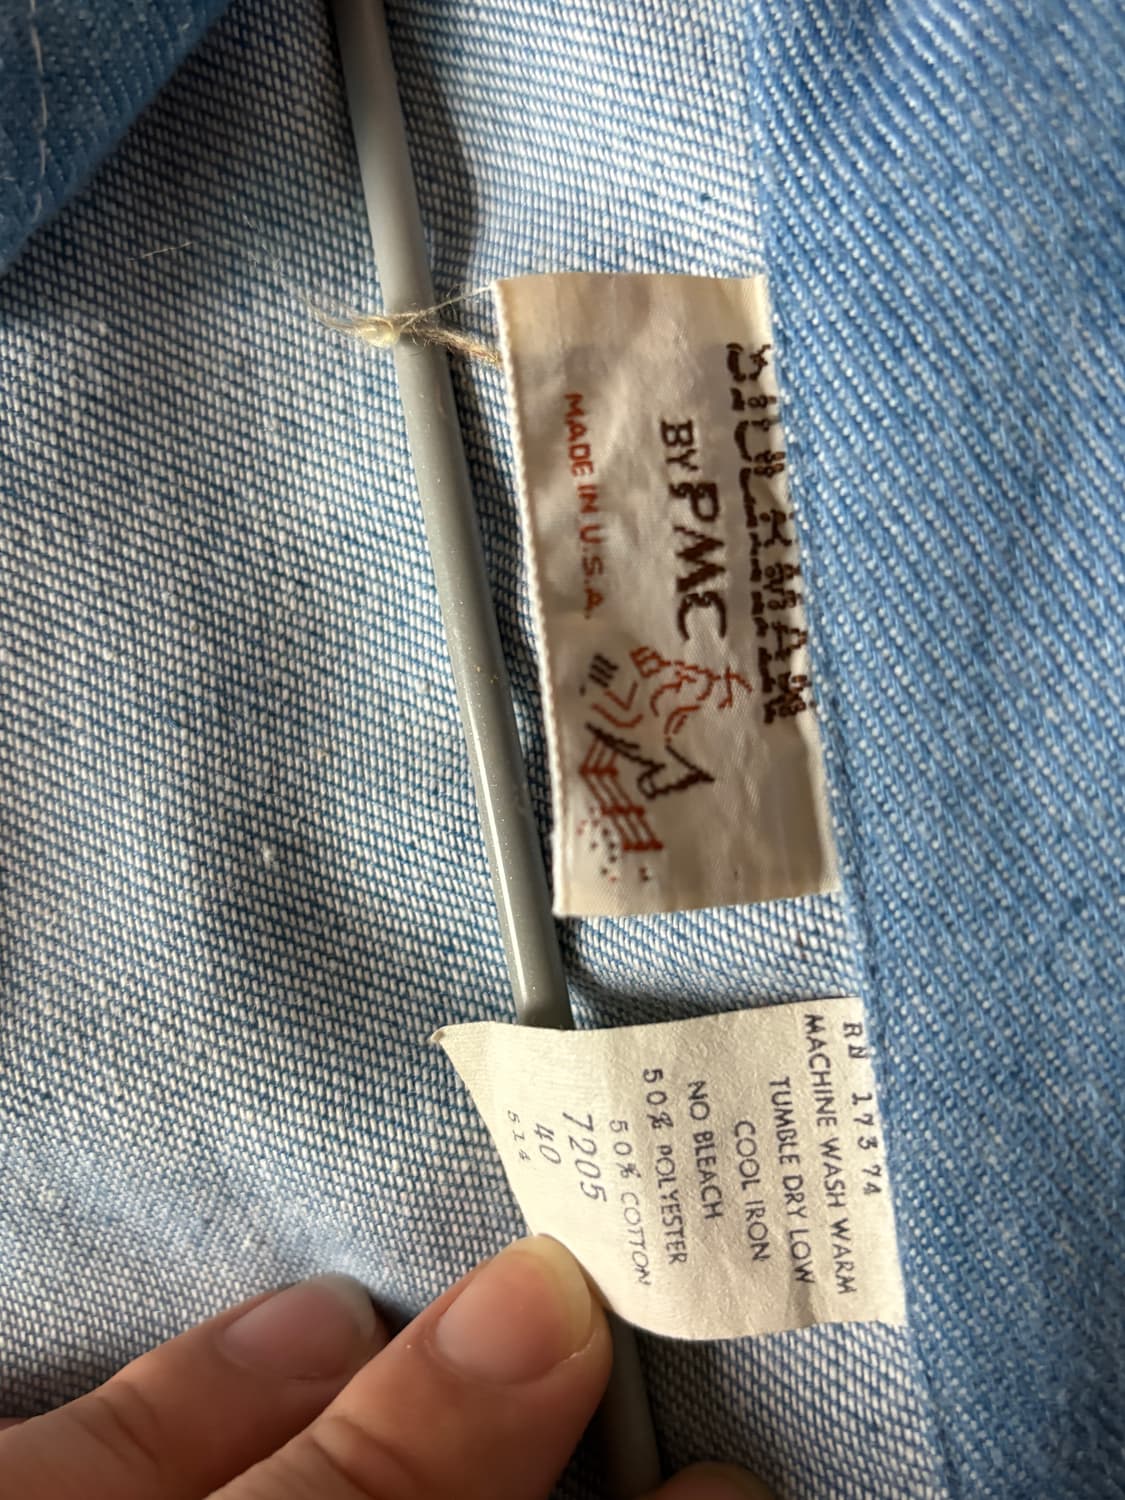 BY PMC
MADE IN U.S.A.
RN 17374
MACHINE WASH WARM
TUMBLE DRY LOW
COOL IRON
NO BLEACH
50% POLYESTER
50% COTTON
7205
40